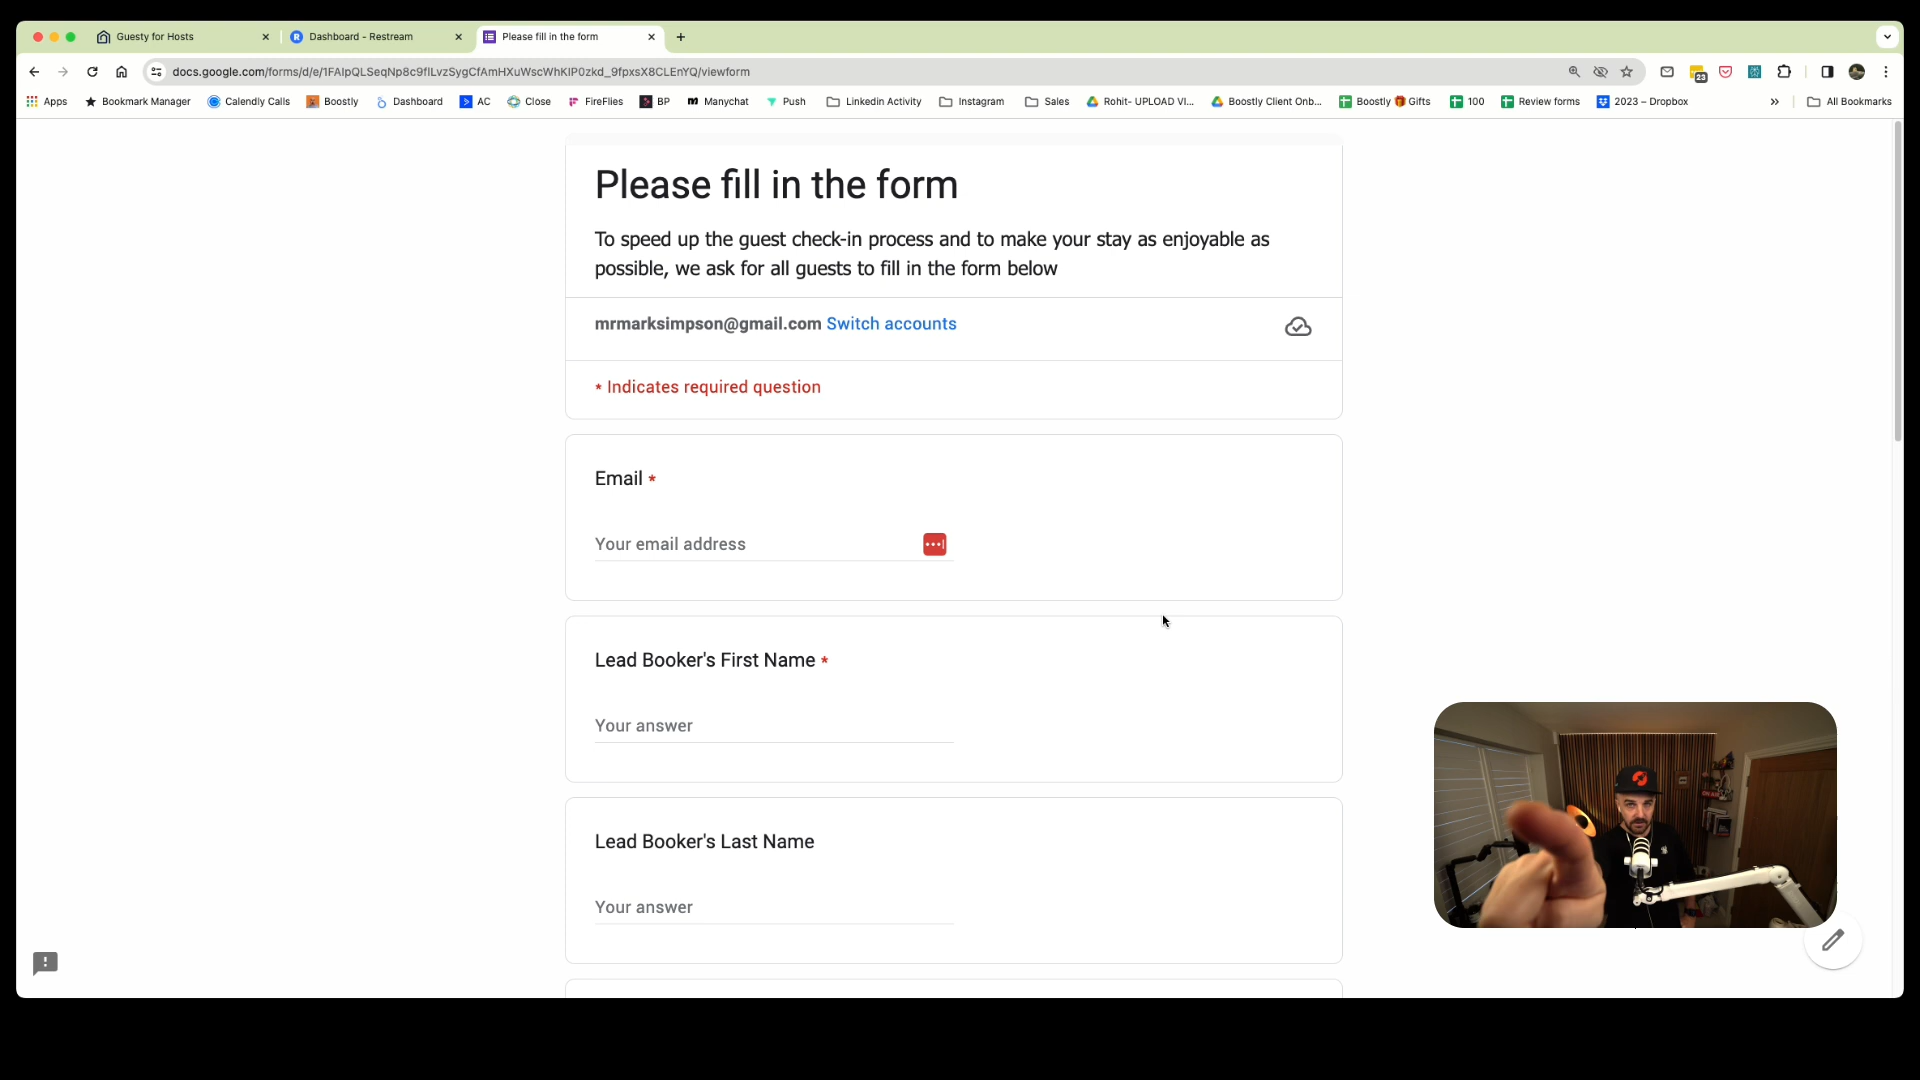 Guesty for Hosts
Dashboard - Restream
Please fill in the form
docs.google.com/forms/d/e/1FAIpQLSeqNp8c9flLvzSygCfAmHXuWscWhKIP0zkd_9fpxsX8CLEnYQ/viewform
23
Apps
Bookmark Manager
Calendly Calls
Boostly
Dashboard
AC
Close
FireFlies
BP
Manychat
Push
Linkedin Activity
Instagram
Sales
Rohit- UPLOAD VI...
Boostly Client Onb...
Boostly 🎁 Gifts
100
Review forms
2023 – Dropbox
»
All Bookmarks
Please fill in the form
To speed up the guest check-in process and to make your stay as enjoyable as
possible, we ask for all guests to fill in the form below
mrmarksimpson@gmail.com Switch accounts
* Indicates required question
Email *
Your email address
Lead Booker's First Name *
Your answer
Lead Booker's Last Name
Your answer